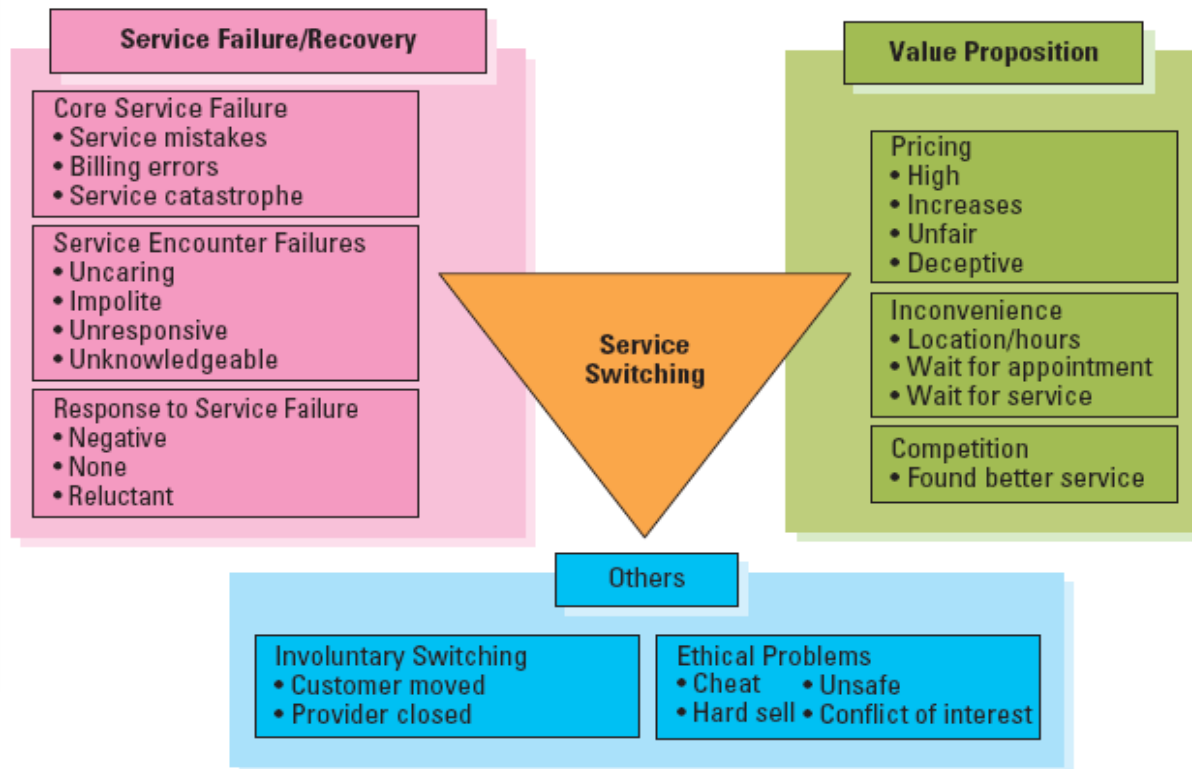 Service Failure/Recovery
Core Service Failure
• Service mistakes
• Billing errors
• Service catastrophe
Service Encounter Failures
• Uncaring
• Impolite
• Unresponsive
• Unknowledgeable
Response to Service Failure
• Negative
• None
• Reluctant
Service
Switching
Value Proposition
Pricing
• High
• Increases
• Unfair
• Deceptive
Inconvenience
• Location/hours
• Wait for appointment
• Wait for service
Competition
• Found better service
Others
Involuntary Switching
• Customer moved
• Provider closed
Ethical Problems
• Cheat • Unsafe
• Hard sell • Conflict of interest